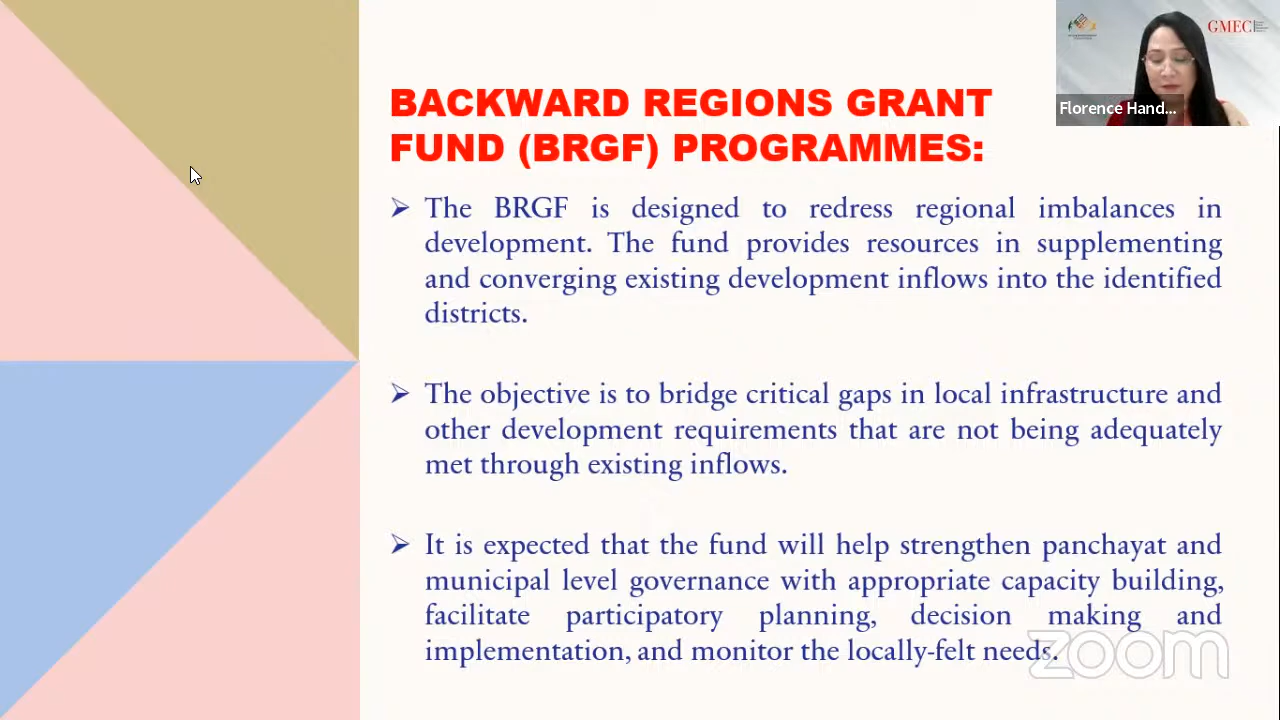 GMEC
Florence Hand...
BACKWARD REGIONS GRANT
FUND (BRGF) PROGRAMMES:
➢ The BRGF is designed to redress regional imbalances in
development. The fund provides resources in supplementing
and converging existing development inflows into the identified
districts.
➢ The objective is to bridge critical gaps in local infrastructure and
other development requirements that are not being adequately
met through existing inflows.
➢ It is expected that the fund will help strengthen panchayat and
municipal level governance with appropriate capacity building,
facilitate participatory planning, decision making and
implementation, and monitor the locally-felt needs.
zoom